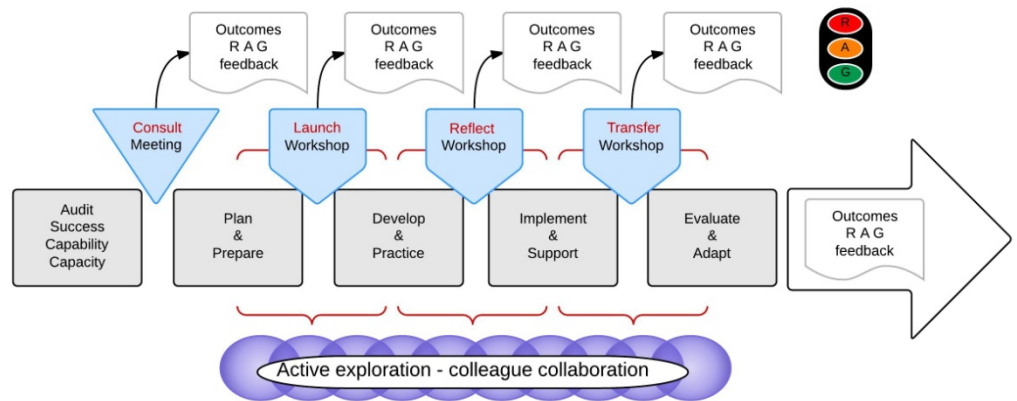 Outcomes
R A G
feedback
Outcomes
R A G
feedback
Outcomes
R A G
feedback
Outcomes
R A G
feedback
R
A
G
Consult
Meeting
Launch
Workshop
Reflect
Workshop
Transfer
Workshop
Audit
Success
Capability
Capacity
Plan
&
Prepare
Develop
&
Practice
Implement
&
Support
Evaluate
&
Adapt
Outcomes
R A G
feedback
Active exploration - colleague collaboration